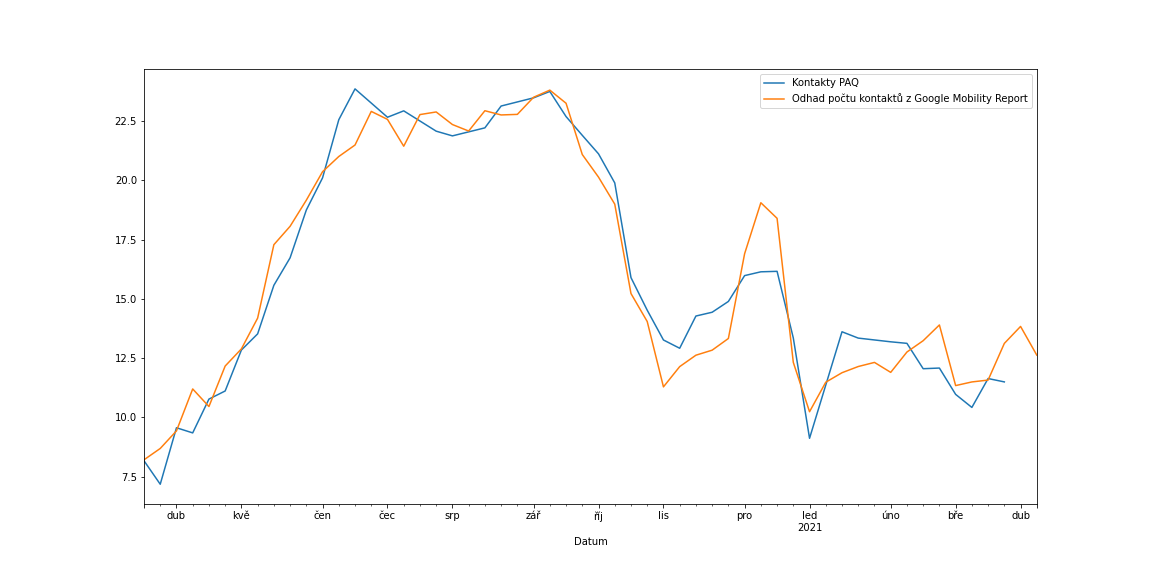 Kontakty PAQ
Odhad počtu kontaktů z Google Mobility Report
22.5
20.0
17.5
15.0
12.5
10.0
7.5
dub kvě čen čec srp zář říj lis pro led úno bře dub
2021
Datum